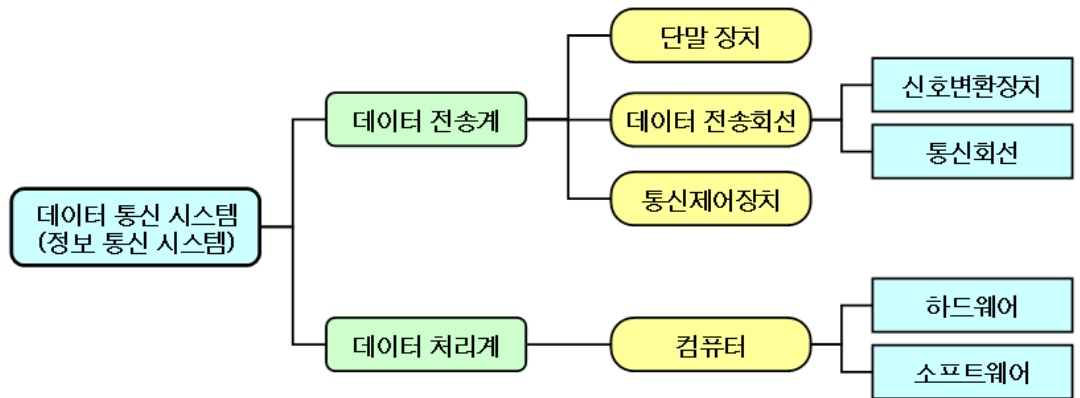 단말 장치
신호변환장치
데이터 전송계
데이터 전송회선
통신회선
통신제어장치
데이터 통신 시스템
(정보 통신 시스템)
하드웨어
데이터 처리계
컴퓨터
소프트웨어